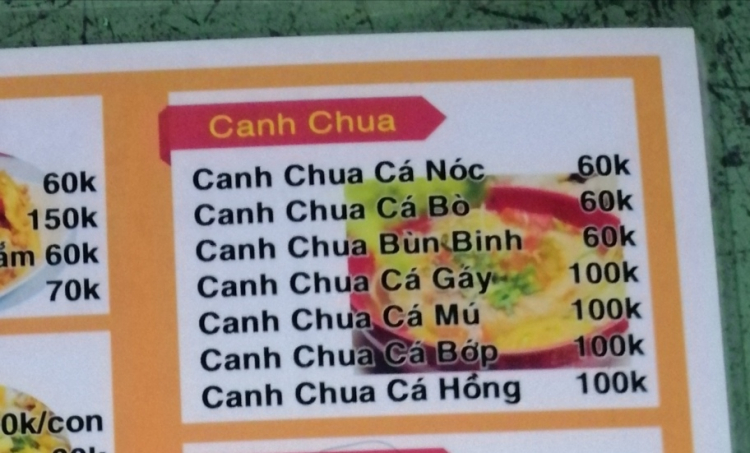 60k
150k
60k
70k
0k/con
Canh Chua
Canh Chua Cá Nóc 60k
Canh Chua Cá Bò 60k
Canh Chua Bùn Binh 60k
Canh Chua Cá Gáy 100k
Canh Chua Cá Mú 100k
Canh Chua Cá Bớp 100k
Canh Chua Cá Hồng 100k